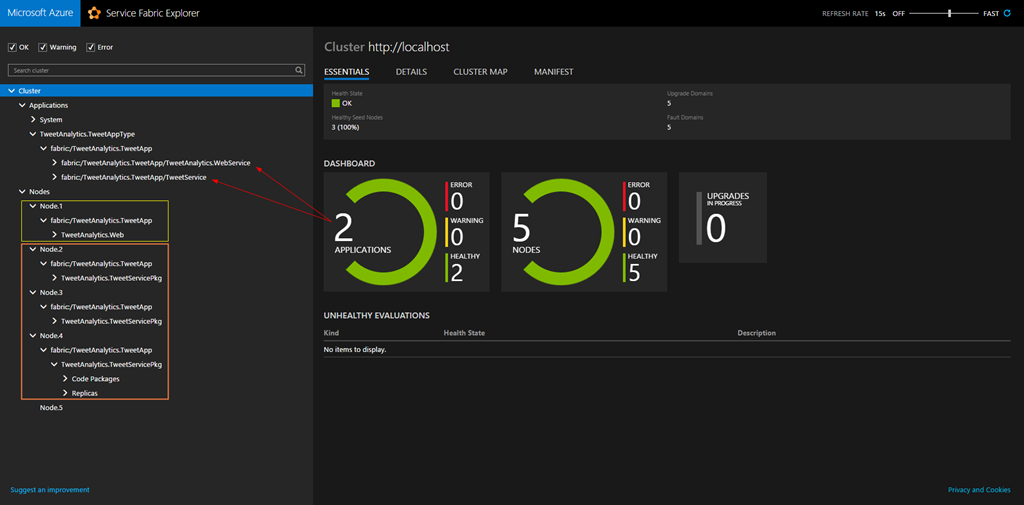 Microsoft Azure
Service Fabric Explorer
REFRESH RATE 15s OFF FAST
OK Warning Error
Search cluster
Cluster
Applications
System
TweetAnalytics.TweetAppType
fabric:/TweetAnalytics.TweetApp
fabric:/TweetAnalytics.TweetApp/TweetAnalytics.WebService
fabric:/TweetAnalytics.TweetApp/TweetService
Nodes
Node.1
fabric:/TweetAnalytics.TweetApp
TweetAnalytics.Web
Node.2
fabric:/TweetAnalytics.TweetApp
TweetAnalytics.TweetServicePkg
Node.3
fabric:/TweetAnalytics.TweetApp
TweetAnalytics.TweetServicePkg
Node.4
fabric:/TweetAnalytics.TweetApp
TweetAnalytics.TweetServicePkg
Code Packages
Replicas
Node.5
Suggest an improvement
Cluster http://localhost
ESSENTIALS DETAILS CLUSTER MAP MANIFEST
Health State
OK
Upgrade Domains
5
Healthy Seed Nodes
3 (100%)
Fault Domains
5
DASHBOARD
2
APPLICATIONS
ERROR
0
WARNING
0
HEALTHY
2
5
NODES
ERROR
0
WARNING
0
HEALTHY
5
UPGRADES
IN PROGRESS
0
UNHEALTHY EVALUATIONS
Kind Health State Description
No items to display.
Privacy and Cookies